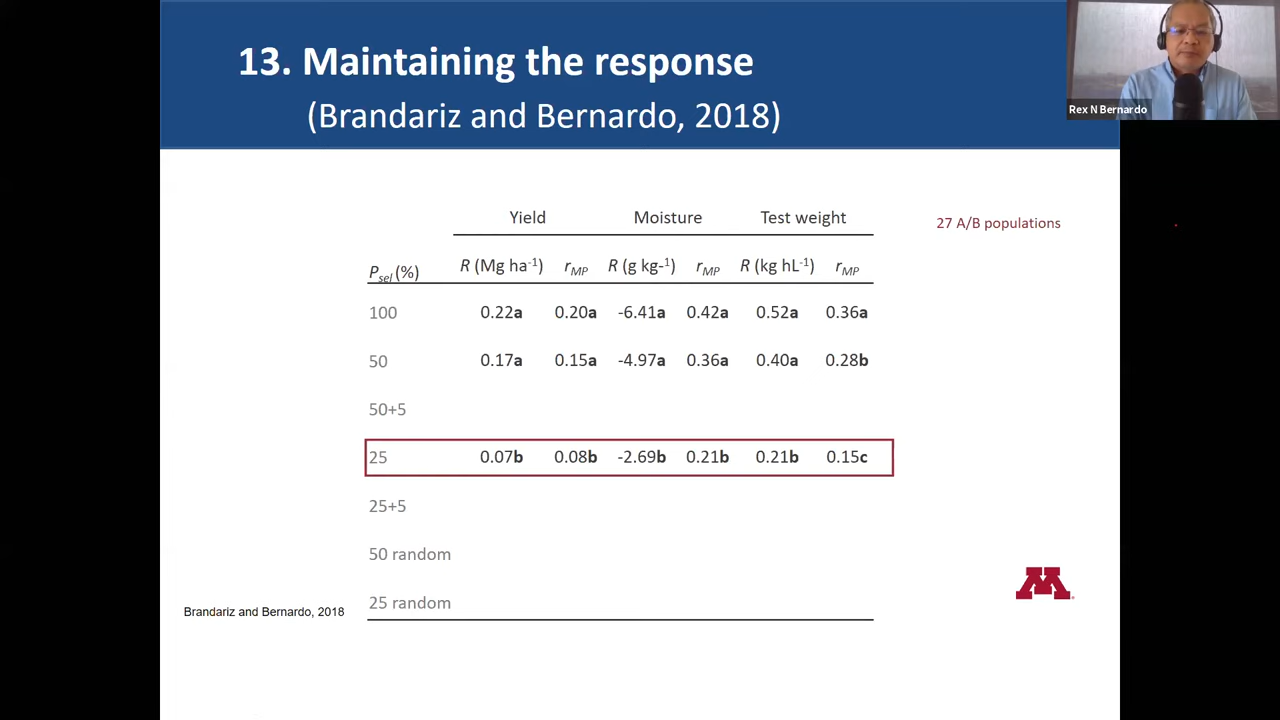 13. Maintaining the response
(Brandariz and Bernardo, 2018)
Rex N Bernardo
Yield Moisture Test weight
27 A/B populations
Psel (%) R (Mg ha-1) rMP R (g kg-1) rMP R (kg hL-1) rMP
100 0.22a 0.20a -6.41a 0.42a 0.52a 0.36a
50 0.17a 0.15a -4.97a 0.36a 0.40a 0.28b
50+5
25 0.07b 0.08b -2.69b 0.21b 0.21b 0.15c
25+5
50 random
25 random
Brandariz and Bernardo, 2018
M